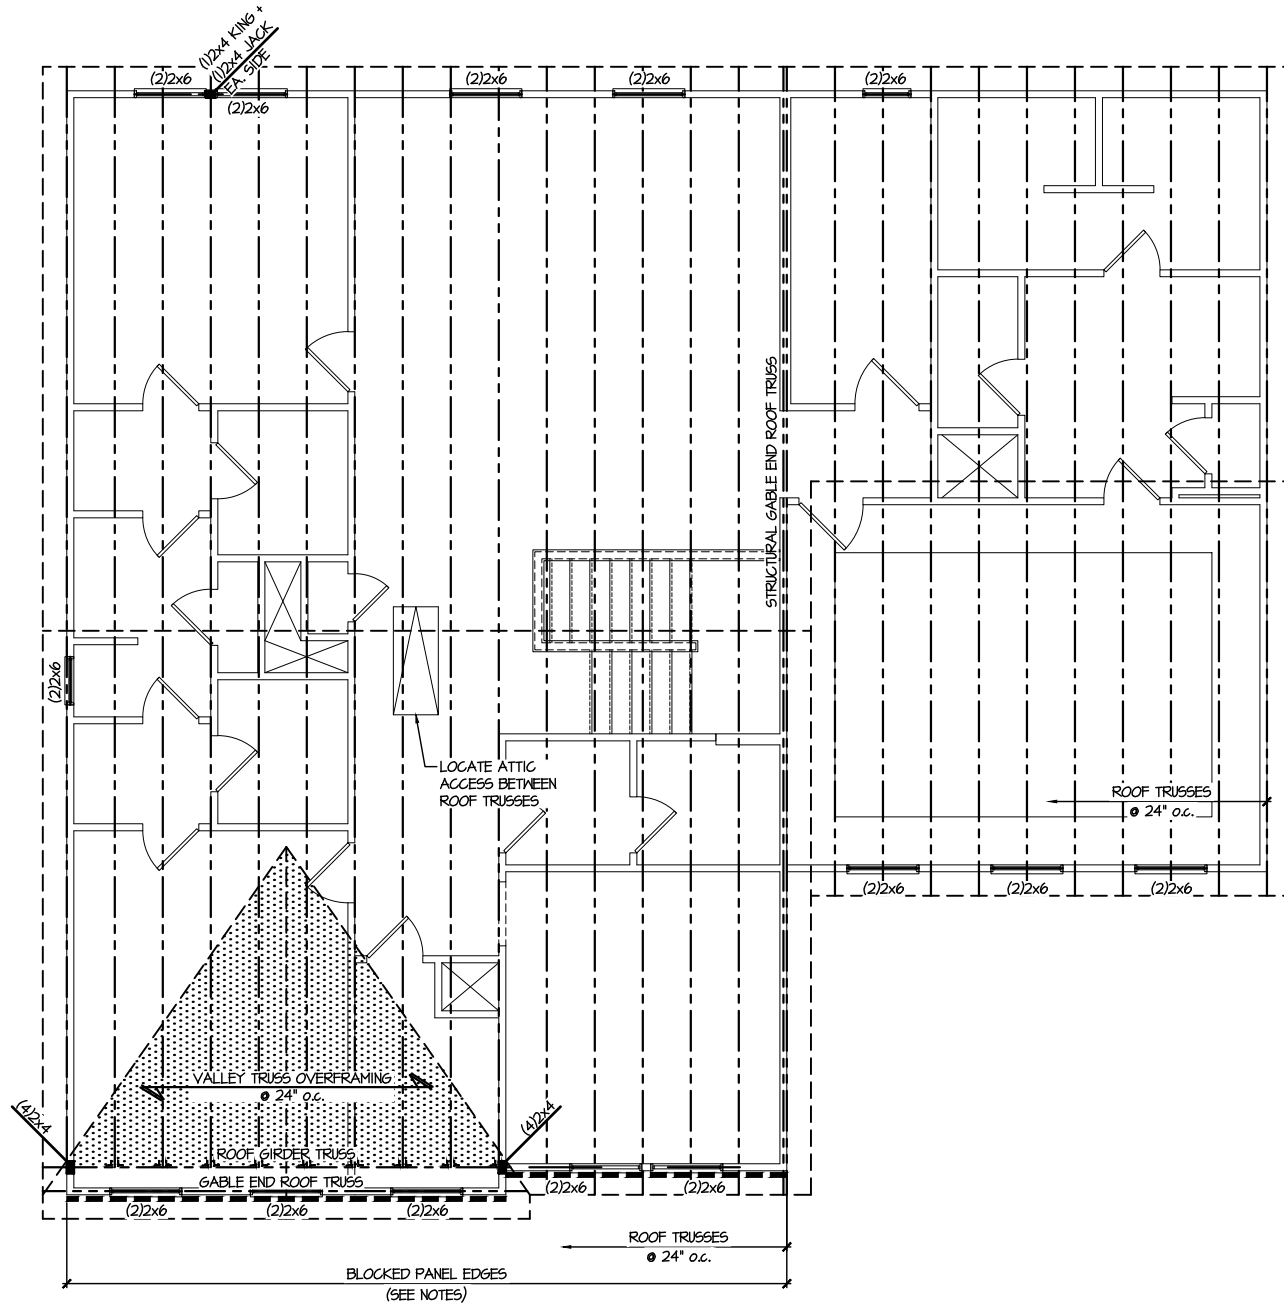 (1)2x4 KING +
(1)2x4 JACK
EA. SIDE
(2)2x6
(2)2x6
(2)2x6
(2)2x6
(2)2x6
STRUCTURAL GABLE END ROOF TRUSS
(2)2x6
LOCATE ATTIC
ACCESS BETWEEN
ROOF TRUSSES
ROOF TRUSSES
@ 24" o.c.
(2)2x6
(2)2x6
(2)2x6
VALLEY TRUSS OVERFRAMING
@ 24" o.c.
(4)2x4
(4)2x4
ROOF GIRDER TRUSS
GABLE END ROOF TRUSS
(2)2x6
(2)2x6
(2)2x6
(2)2x6
(2)2x6
ROOF TRUSSES
@ 24" o.c.
BLOCKED PANEL EDGES
(SEE NOTES)